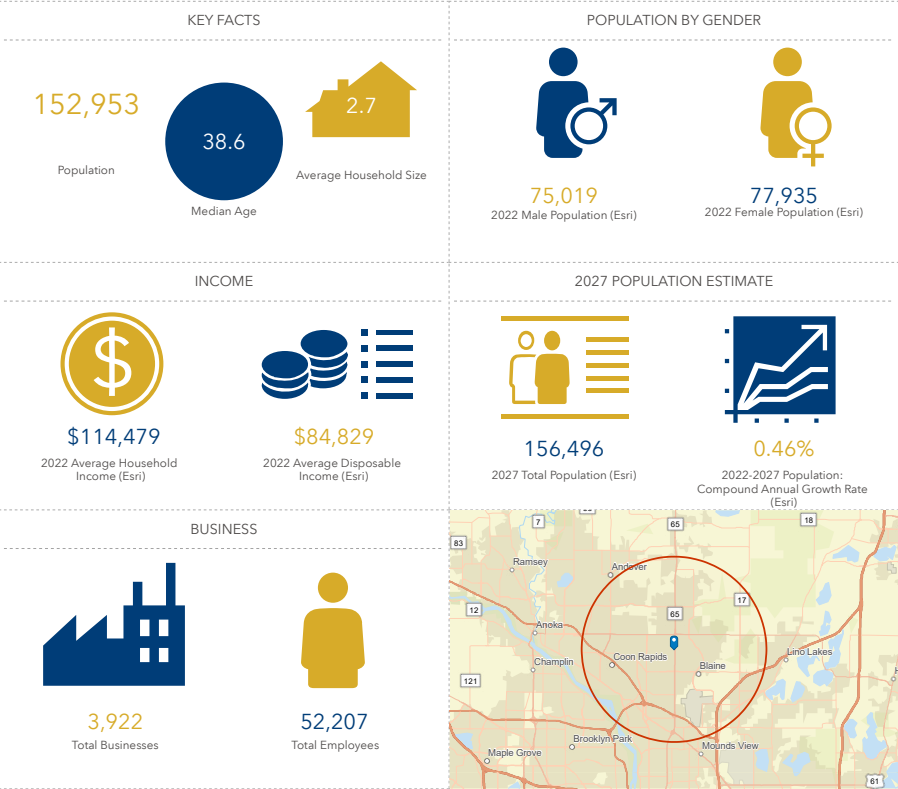 KEY FACTS
152,953
Population
38.6
Median Age
2.7
Average Household Size
POPULATION BY GENDER
75,019
2022 Male Population (Esri)
77,935
2022 Female Population (Esri)
INCOME
$114,479
2022 Average Household
Income (Esri)
$84,829
2022 Average Disposable
Income (Esri)
2027 POPULATION ESTIMATE
156,496
2027 Total Population (Esri)
0.46%
2022-2027 Population:
Compound Annual Growth Rate
(Esri)
BUSINESS
3,922
Total Businesses
52,207
Total Employees
7
65
18
83
Ramsey
Andover
17
12
65
Anoka
Coon Rapids
Lino Lakes
Champlin
Blaine
121
Brooklyn Park
Mounds View
Maple Grove
61